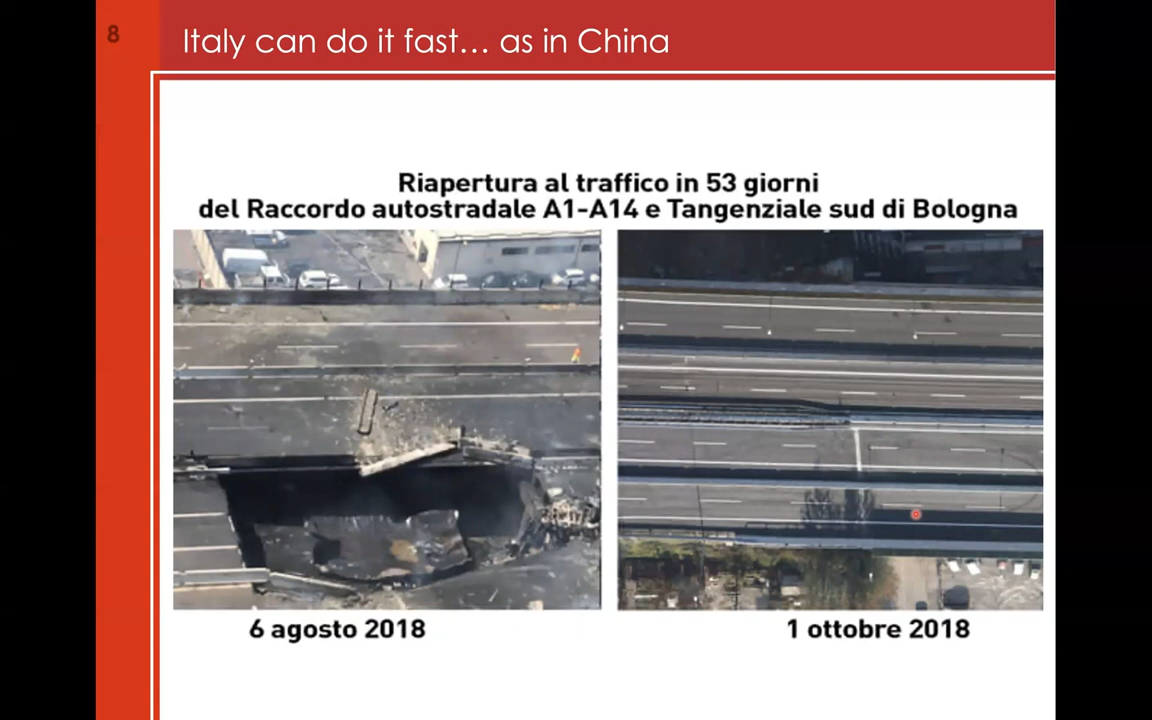 8
Italy can do it fast... as in China
Riapertura al traffico in 53 giorni
del Raccordo autostradale A1-A14 e Tangenziale sud di Bologna
6 agosto 2018
1 ottobre 2018